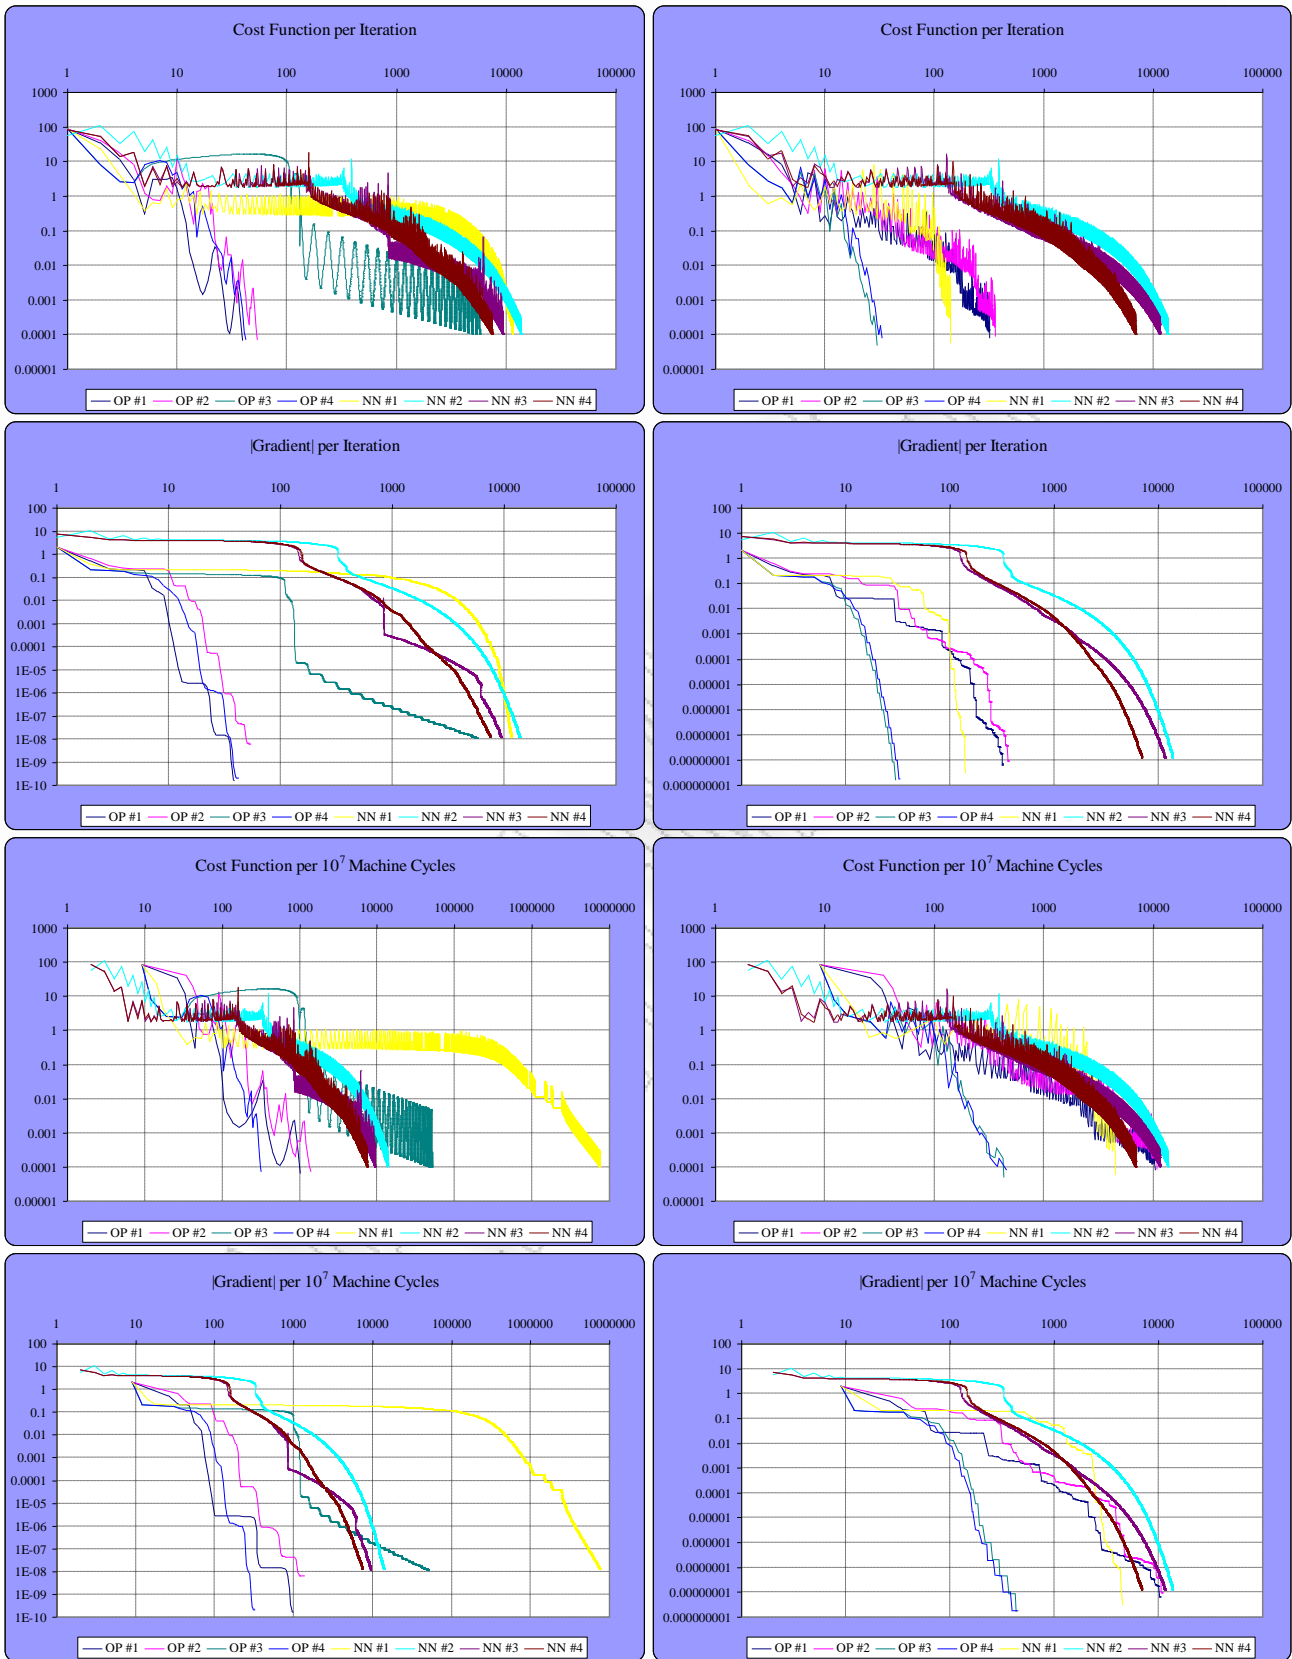 Cost Function per Iteration
1 10 100 1000 10000 100000
1000
100
10
1
0.1
0.01
0.001
0.0001
0.00001
OP #1 OP #2 OP #3 OP #4 NN #1 NN #2 NN #3 NN #4
Cost Function per Iteration
1 10 100 1000 10000 100000
1000
100
10
1
0.1
0.01
0.001
0.0001
0.00001
OP #1 OP #2 OP #3 OP #4 NN #1 NN #2 NN #3 NN #4
|Gradient| per Iteration
1 10 100 1000 10000 100000
100
10
1
0.1
0.01
0.001
0.0001
1E-05
1E-06
1E-07
1E-08
1E-09
1E-10
OP #1 OP #2 OP #3 OP #4 NN #1 NN #2 NN #3 NN #4
|Gradient| per Iteration
1 10 100 1000 10000 100000
100
10
1
0.1
0.01
0.001
0.0001
0.00001
0.000001
0.0000001
0.00000001
0.000000001
OP #1 OP #2 OP #3 OP #4 NN #1 NN #2 NN #3 NN #4
Cost Function per 10⁷ Machine Cycles
1 10 100 1000 10000 100000 1000000 10000000
1000
100
10
1
0.1
0.01
0.001
0.0001
0.00001
OP #1 OP #2 OP #3 OP #4 NN #1 NN #2 NN #3 NN #4
Cost Function per 10⁷ Machine Cycles
1 10 100 1000 10000 100000
1000
100
10
1
0.1
0.01
0.001
0.0001
0.00001
OP #1 OP #2 OP #3 OP #4 NN #1 NN #2 NN #3 NN #4
|Gradient| per 10⁷ Machine Cycles
1 10 100 1000 10000 100000 1000000 10000000
100
10
1
0.1
0.01
0.001
0.0001
1E-05
1E-06
1E-07
1E-08
1E-09
1E-10
OP #1 OP #2 OP #3 OP #4 NN #1 NN #2 NN #3 NN #4
|Gradient| per 10⁷ Machine Cycles
1 10 100 1000 10000 100000
100
10
1
0.1
0.01
0.001
0.0001
0.00001
0.000001
0.0000001
0.00000001
0.000000001
OP #1 OP #2 OP #3 OP #4 NN #1 NN #2 NN #3 NN #4